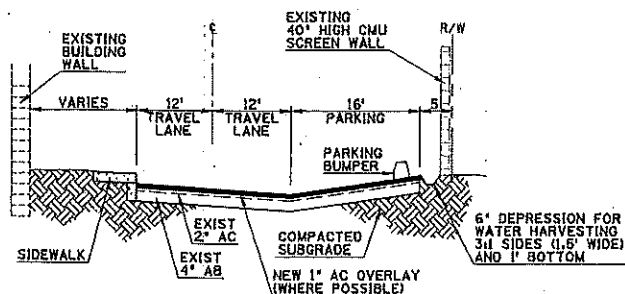 EXISTING
BUILDING
WALL
℄
EXISTING
40" HIGH CMU
SCREEN WALL
R/W
VARIES
12'
TRAVEL
LANE
12'
TRAVEL
LANE
16'
PARKING
5
PARKING
BUMPER
SIDEWALK
EXIST
2" AC
EXIST
4" AB
COMPACTED
SUBGRADE
NEW 1" AC OVERLAY
(WHERE POSSIBLE)
6" DEPRESSION FOR
WATER HARVESTING
3:1 SIDES (1.5' WIDE)
AND 1' BOTTOM